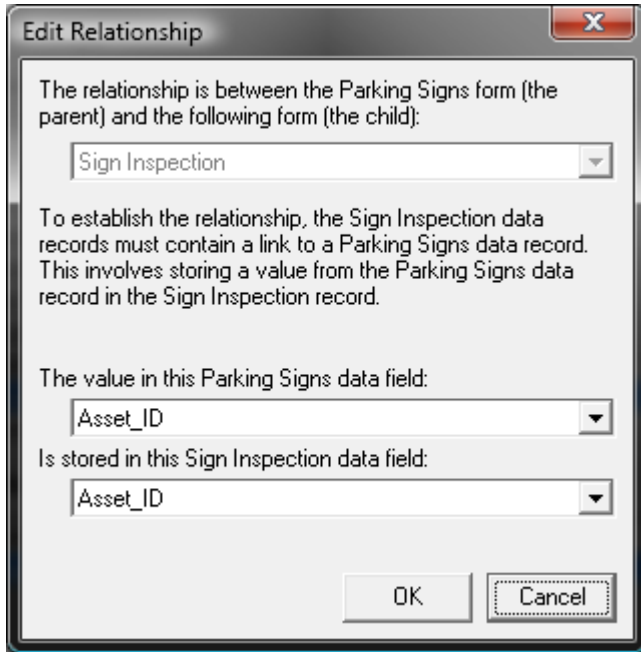 Edit Relationship
The relationship is between the Parking Signs form (the
parent) and the following form (the child):
Sign Inspection
To establish the relationship, the Sign Inspection data
records must contain a link to a Parking Signs data record.
This involves storing a value from the Parking Signs data
record in the Sign Inspection record.
The value in this Parking Signs data field:
Asset_ID
Is stored in this Sign Inspection data field:
Asset_ID
OK
Cancel